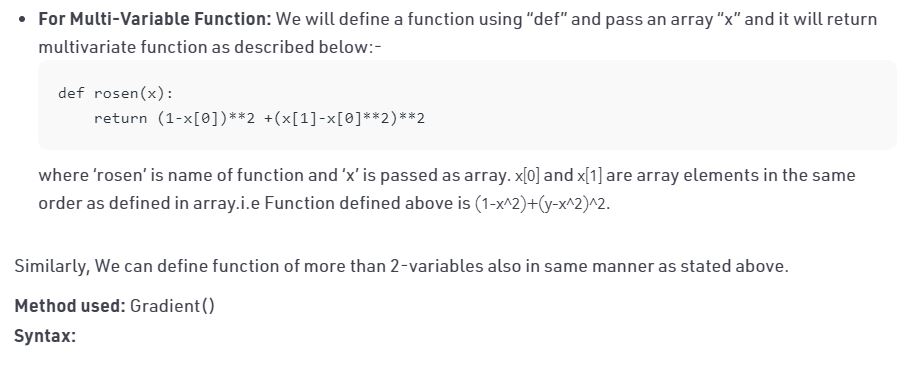 For Multi-Variable Function: We will define a function using “def” and pass an array “x” and it will return
multivariate function as described below:-
def rosen(x):
    return (1-x[0])**2 +(x[1]-x[0]**2)**2
where ‘rosen’ is name of function and ‘x’ is passed as array. x[0] and x[1] are array elements in the same
order as defined in array.i.e Function defined above is (1-x^2)+(y-x^2)^2.
Similarly, We can define function of more than 2-variables also in same manner as stated above.
Method used: Gradient()
Syntax: